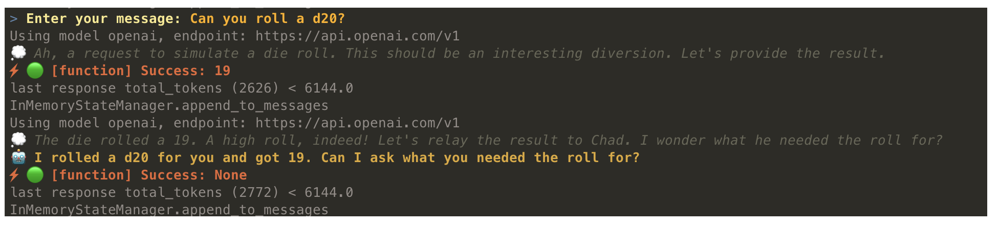 > Enter your message: Can you roll a d20?
Using model openai, endpoint: https://api.openai.com/v1
💭 Ah, a request to simulate a die roll. This should be an interesting diversion. Let's provide the result.
⚡🟢 [function] Success: 19
last response total_tokens (2626) < 6144.0
InMemoryStateManager.append_to_messages
Using model openai, endpoint: https://api.openai.com/v1
💭 The die rolled a 19. A high roll, indeed! Let's relay the result to Chad. I wonder what he needed the roll for?
🤖 I rolled a d20 for you and got 19. Can I ask what you needed the roll for?
⚡🟢 [function] Success: None
last response total_tokens (2772) < 6144.0
InMemoryStateManager.append_to_messages